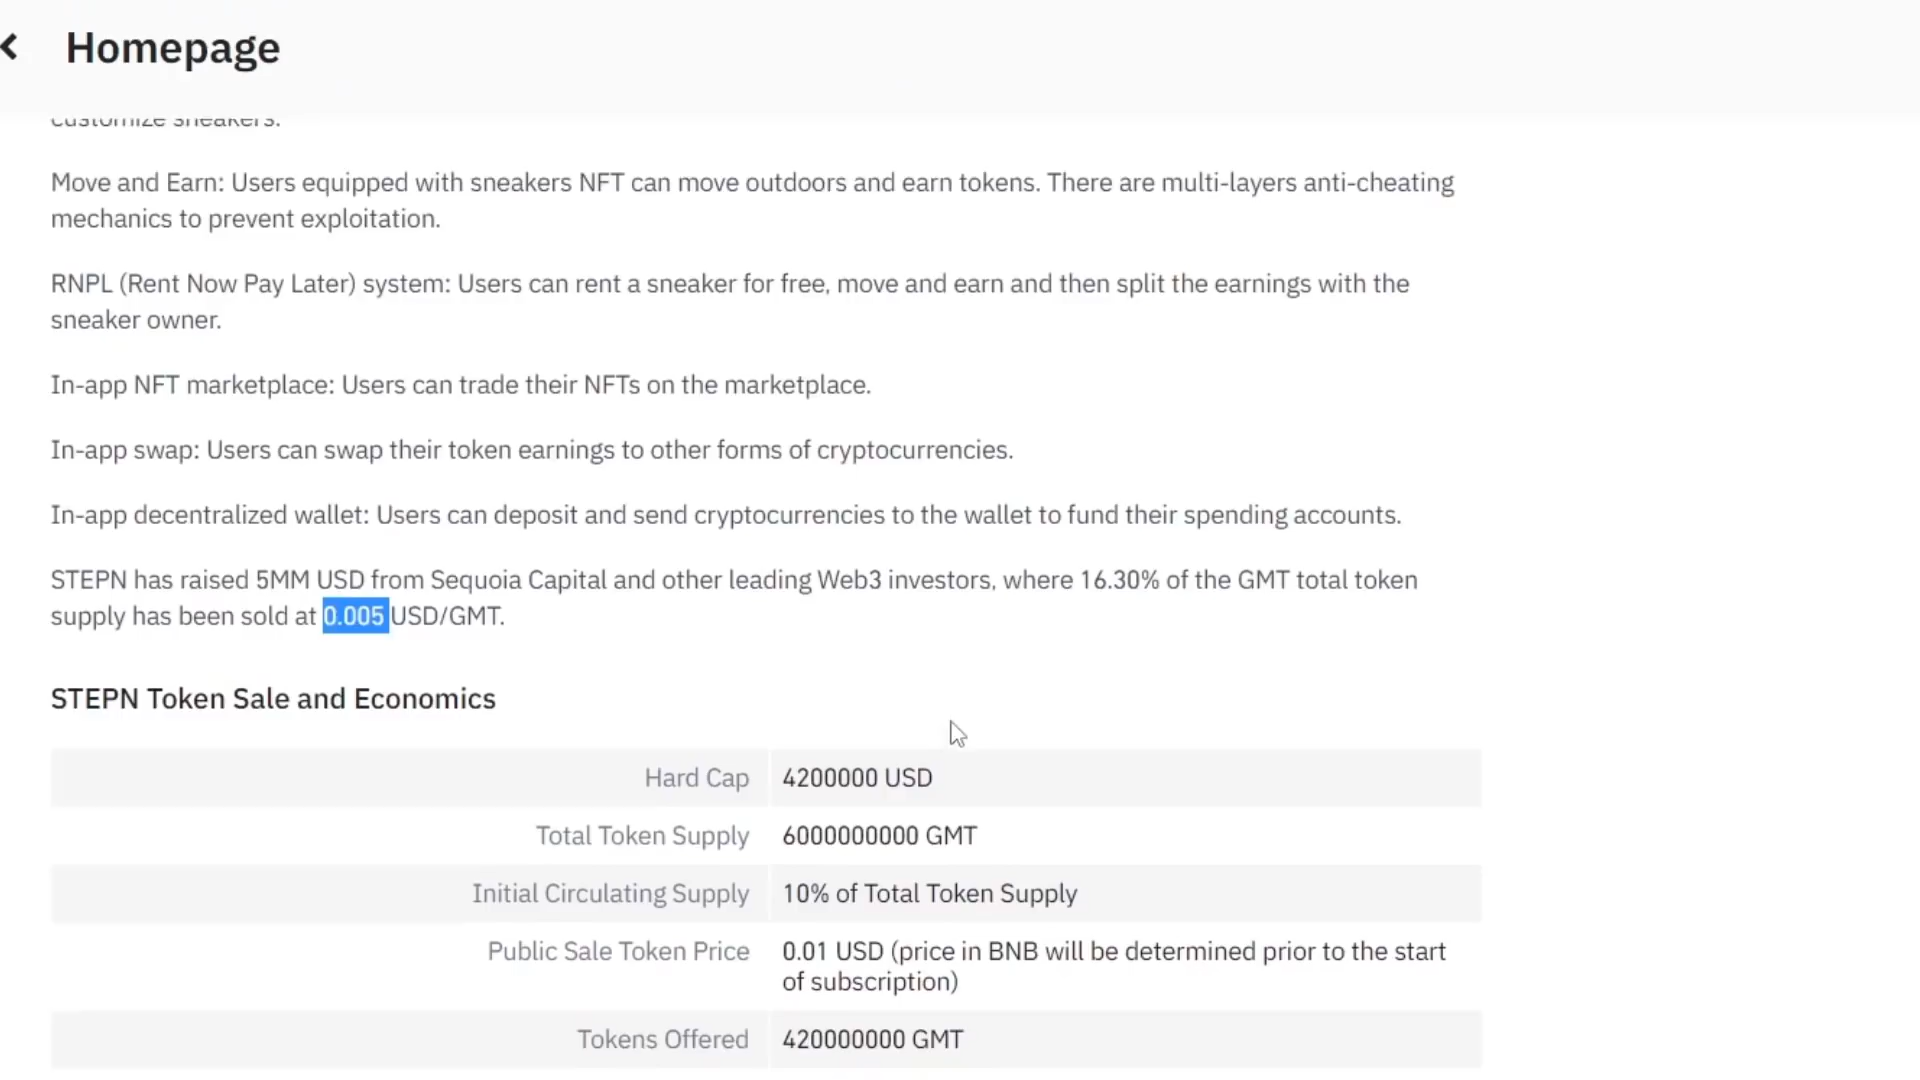 Homepage
customize sneakers.
Move and Earn: Users equipped with sneakers NFT can move outdoors and earn tokens. There are multi-layers anti-cheating
mechanics to prevent exploitation.
RNPL (Rent Now Pay Later) system: Users can rent a sneaker for free, move and earn and then split the earnings with the
sneaker owner.
In-app NFT marketplace: Users can trade their NFTs on the marketplace.
In-app swap: Users can swap their token earnings to other forms of cryptocurrencies.
In-app decentralized wallet: Users can deposit and send cryptocurrencies to the wallet to fund their spending accounts.
STEPN has raised 5MM USD from Sequoia Capital and other leading Web3 investors, where 16.30% of the GMT total token
supply has been sold at 0.005 USD/GMT.
STEPN Token Sale and Economics
Hard Cap 4200000 USD
Total Token Supply 6000000000 GMT
Initial Circulating Supply 10% of Total Token Supply
Public Sale Token Price 0.01 USD (price in BNB will be determined prior to the start
of subscription)
Tokens Offered 420000000 GMT